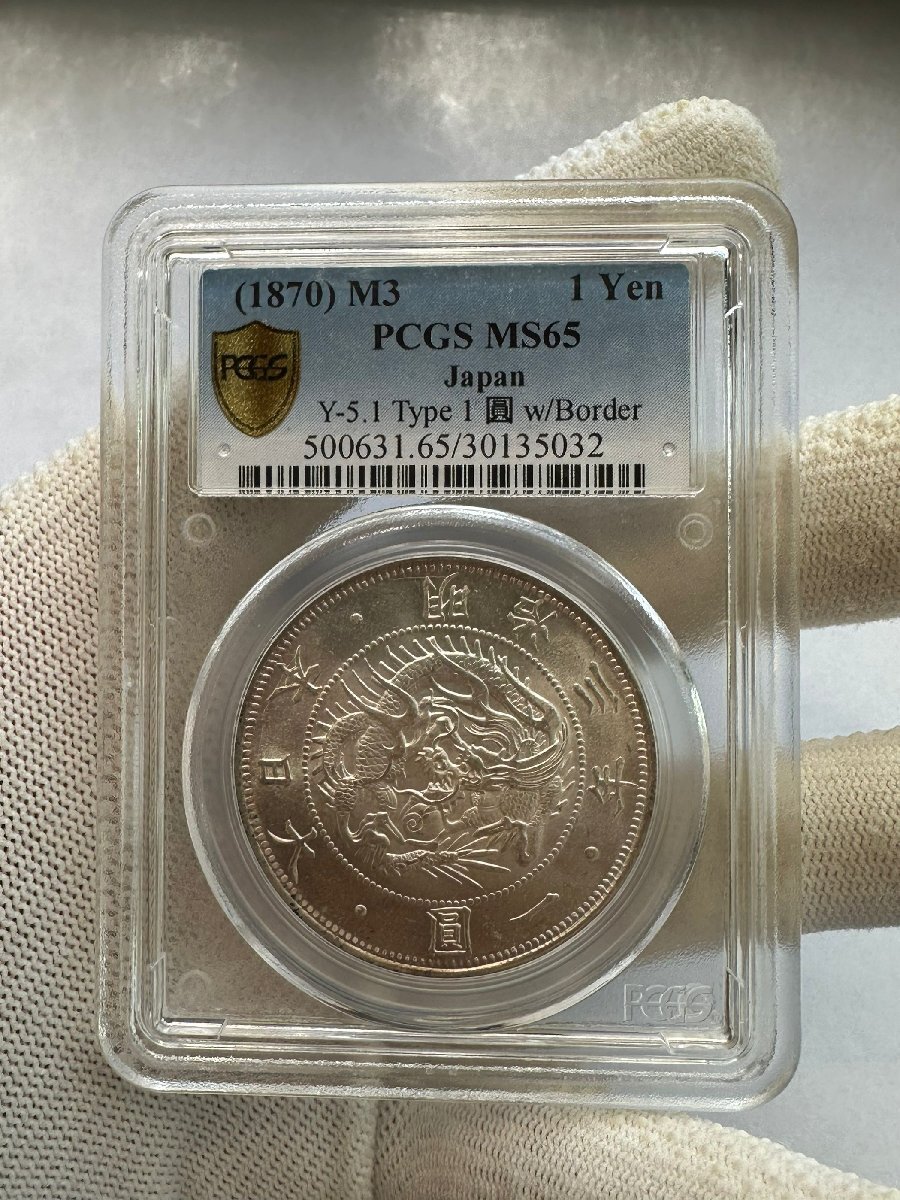 (1870) M3 1 Yen
PCGS MS65
PCGS
Japan
Y-5.1 Type 1 圓 w/Border
500631.65/30135032
大日本
明治三年
一圓
PCGS